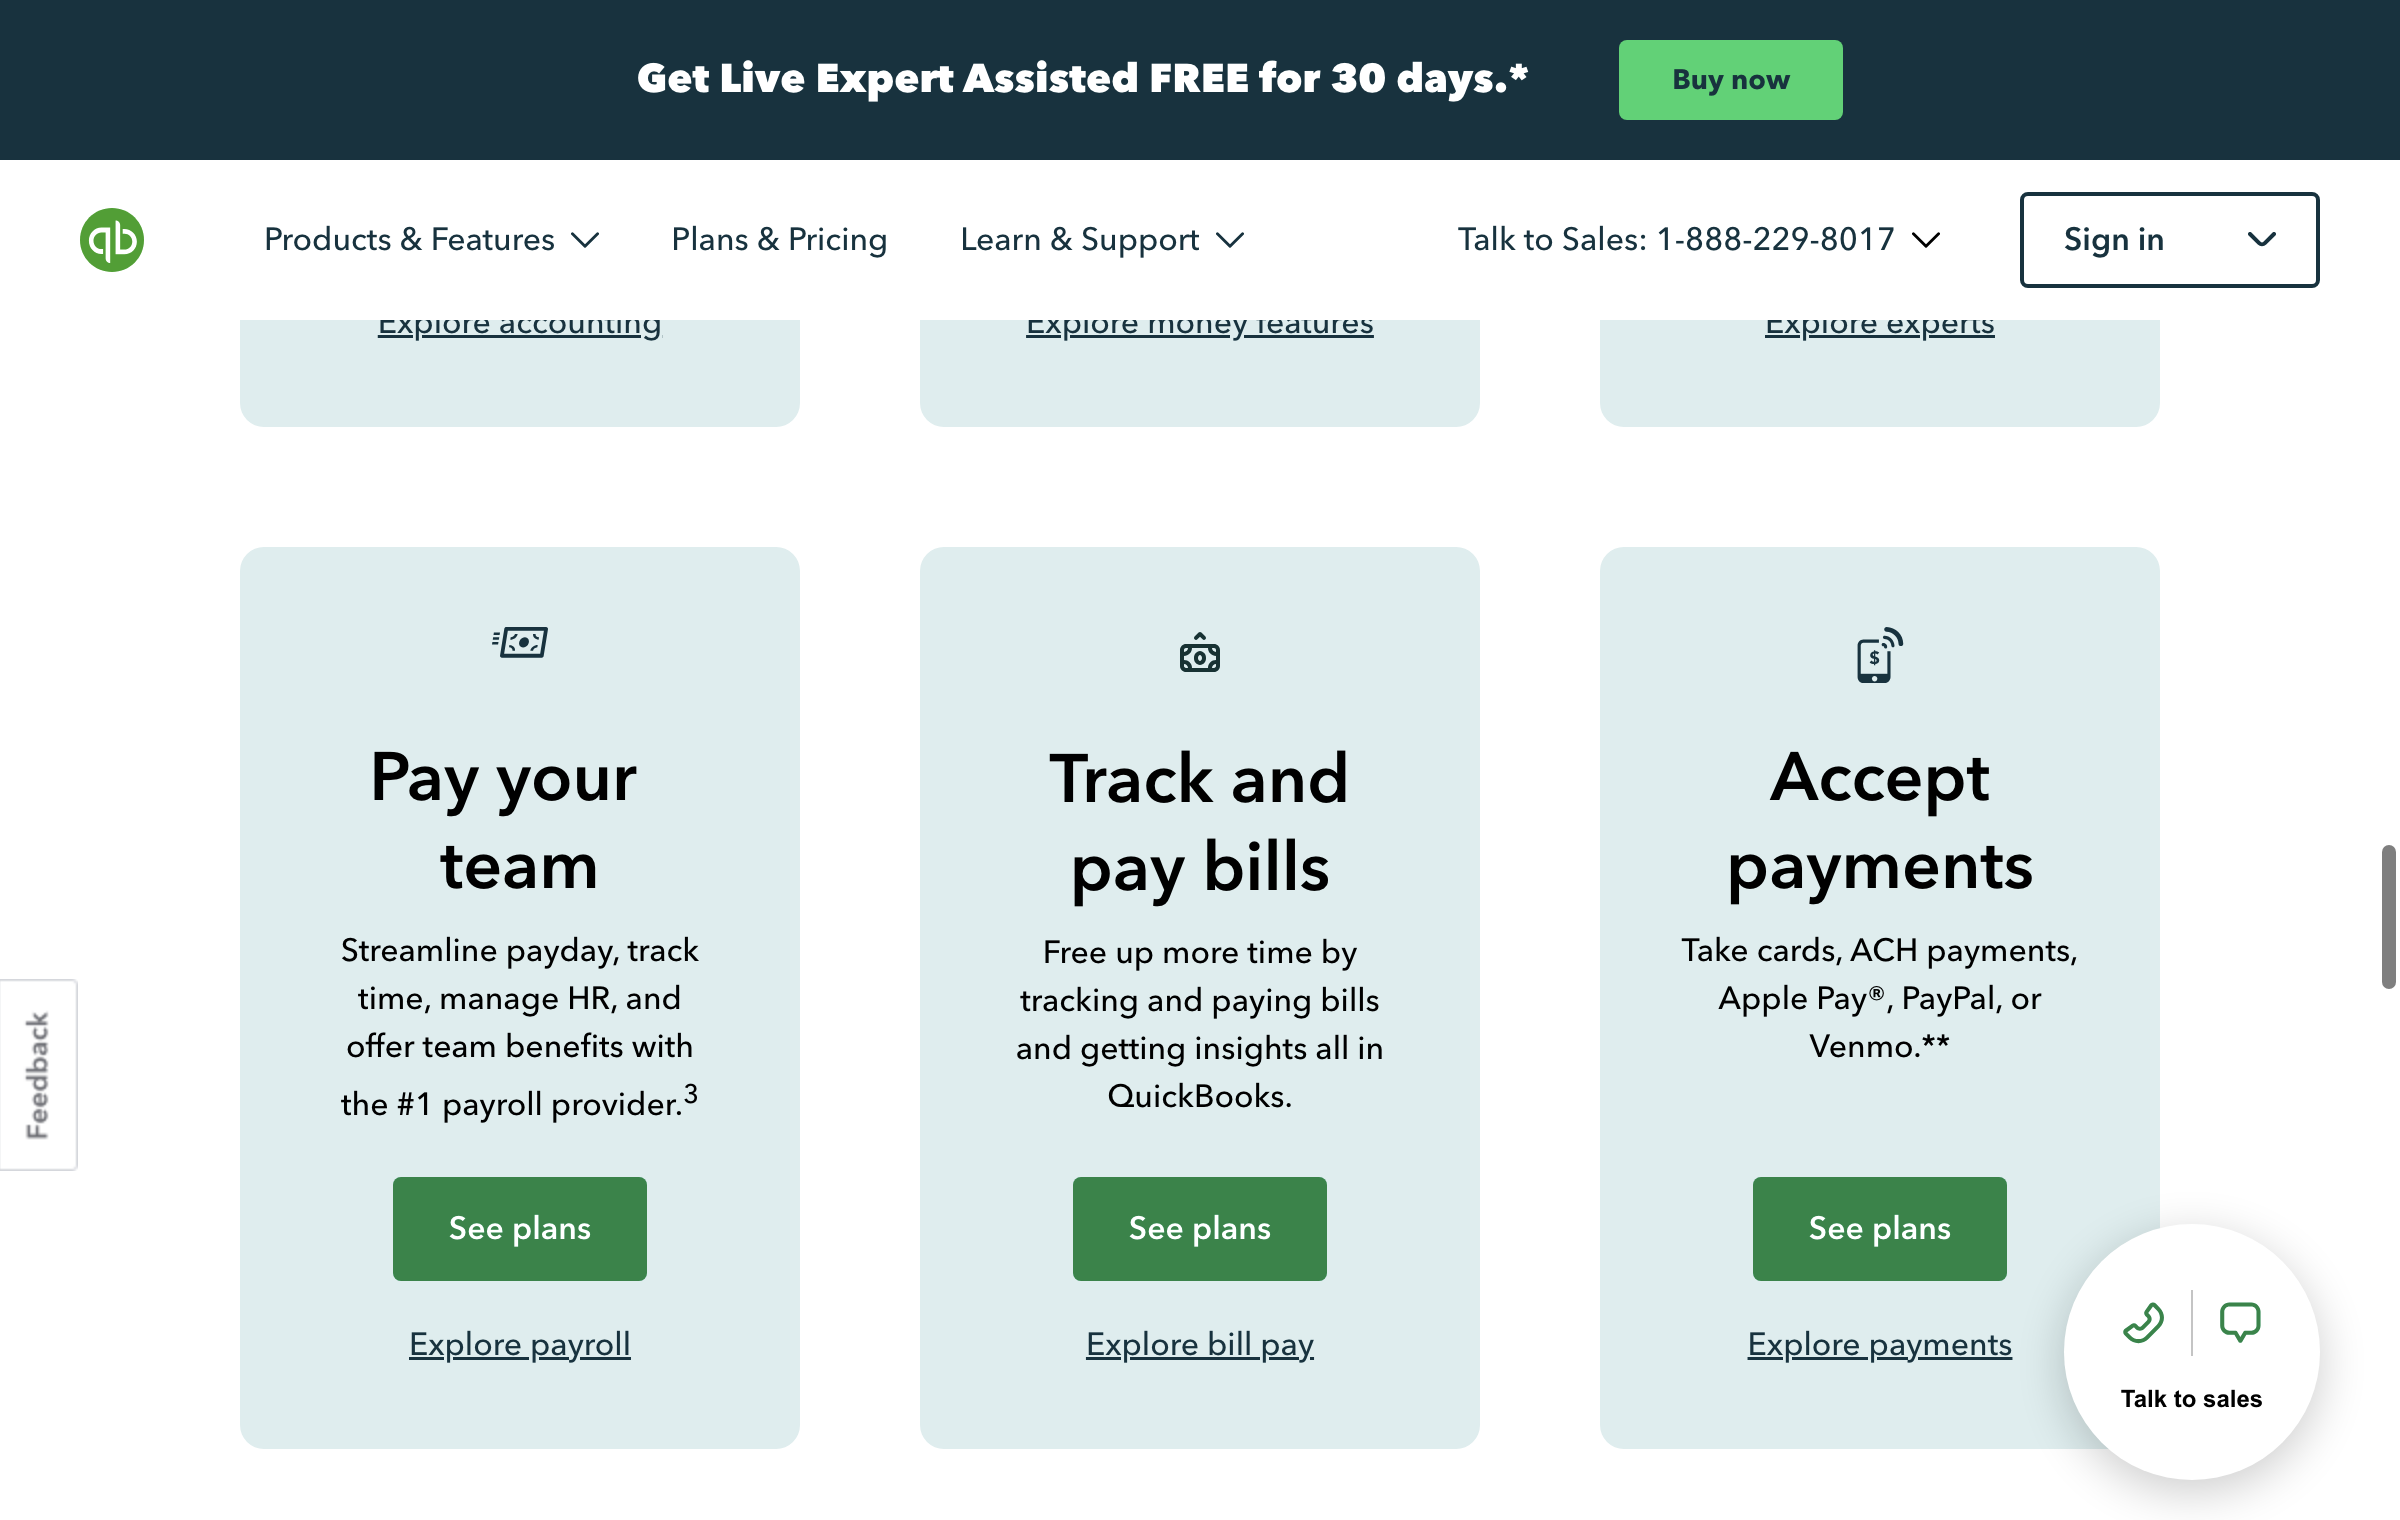 Get Live Expert Assisted FREE for 30 days.*
Buy now
qb
Products & Features
Plans & Pricing
Learn & Support
Talk to Sales: 1-888-229-8017
Sign in
Explore accounting
Explore money features
Explore experts
Pay your
team
Streamline payday, track
time, manage HR, and
offer team benefits with
the #1 payroll provider.3
See plans
Explore payroll
Track and
pay bills
Free up more time by
tracking and paying bills
and getting insights all in
QuickBooks.
See plans
Explore bill pay
$
Accept
payments
Take cards, ACH payments,
Apple Pay®, PayPal, or
Venmo.**
See plans
Explore payments
Feedback
Talk to sales